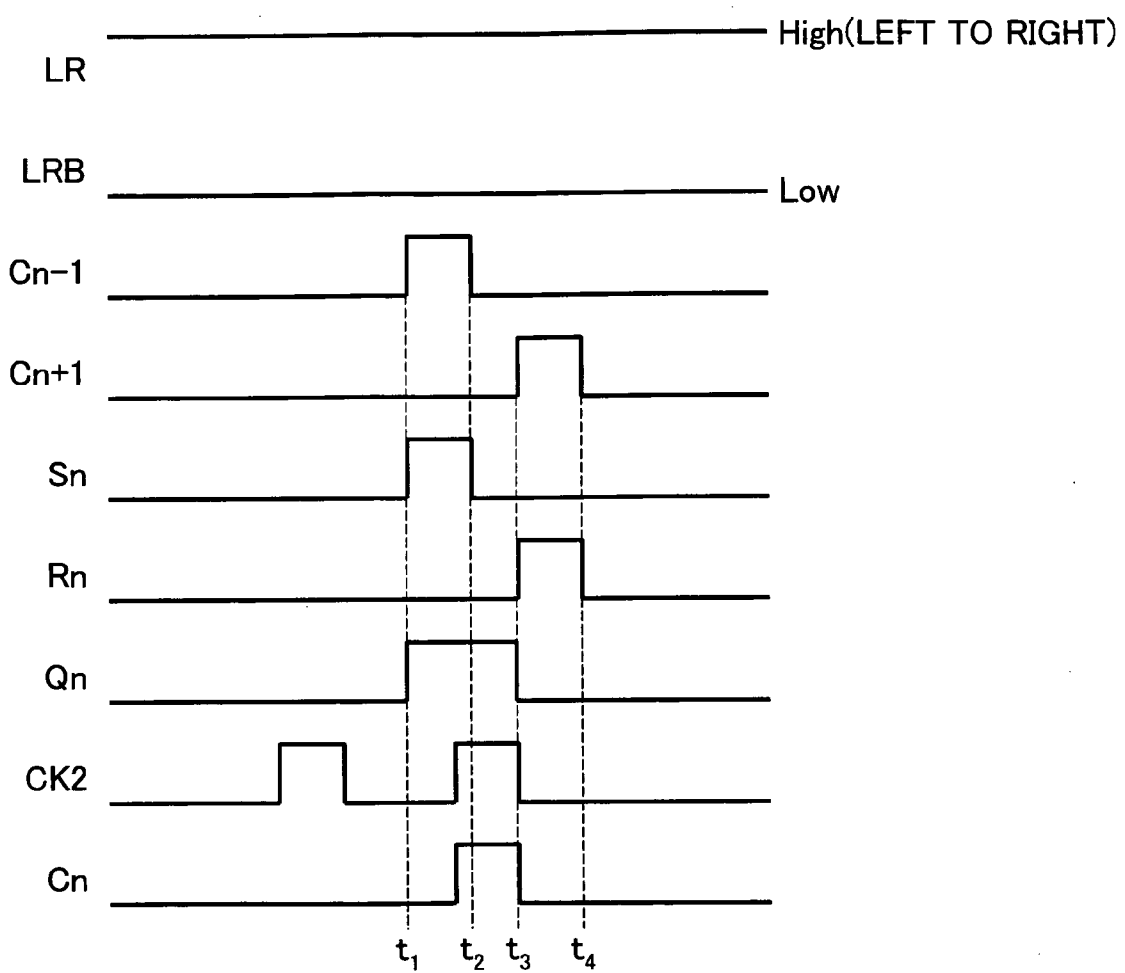 High(LEFT TO RIGHT)
LR
LRB
Low
Cn-1
Cn+1
Sn
Rn
Qn
CK2
Cn
t1 t2 t3 t4